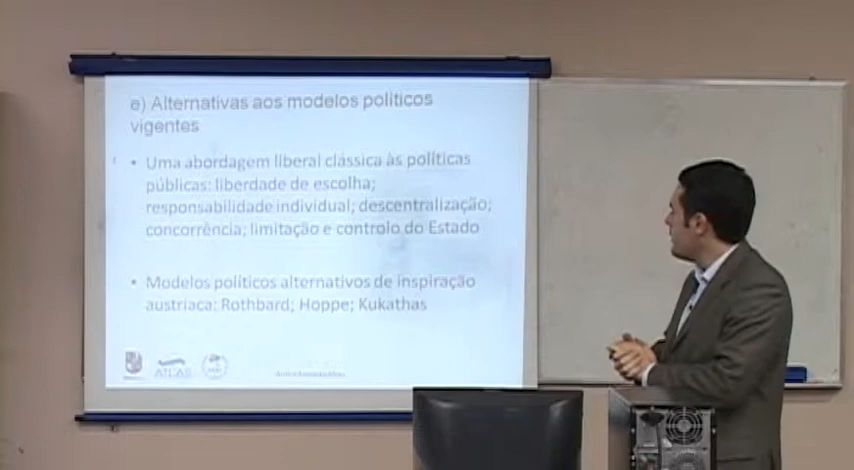 e) Alternativas aos modelos políticos
vigentes
• Uma abordagem liberal clássica às políticas
públicas: liberdade de escolha;
responsabilidade individual; descentralização;
concorrência; limitação e controlo do Estado
• Modelos políticos alternativos de inspiração
austríaca: Rothbard; Hoppe; Kukathas
ATLAS